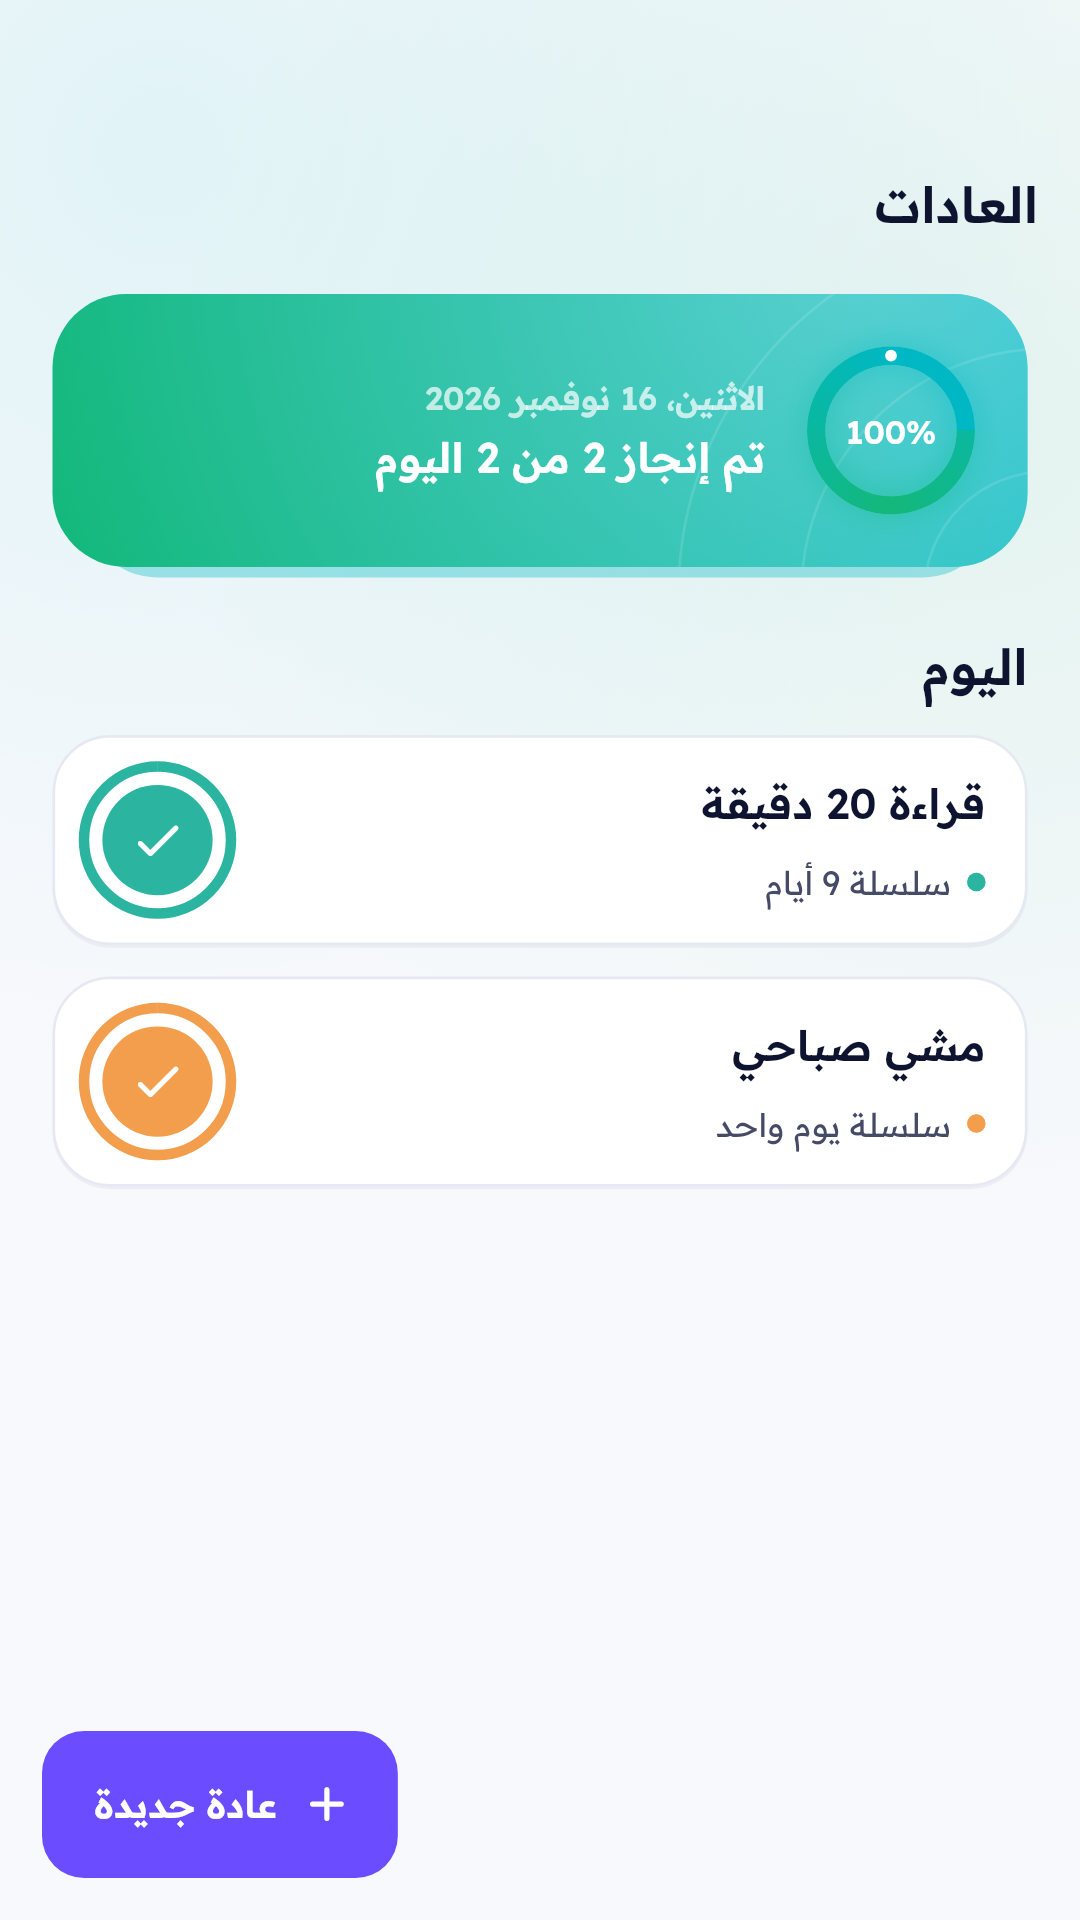 العادات
الاثنين، 16 نوفمبر 2026
تم إنجاز 2 من 2 اليوم
100%
اليوم
قراءة 20 دقيقة
سلسلة 9 أيام
مشي صباحي
سلسلة يوم واحد
عادة جديدة